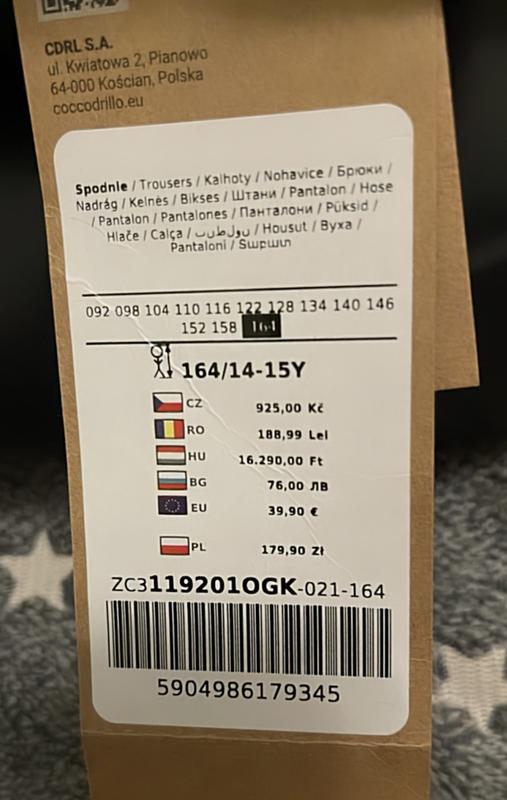 CDRL S.A.
ul. Kwiatowa 2, Pianowo
64-000 Kościan, Polska
coccodrillo.eu
Spodnie / Trousers / Kalhoty / Nohavice / Брюки /
Nadrág / Kelnės / Bikses / Штани / Pantalon / Hose
/ Pantalon / Pantalones / Панталони / Püksid /
Hlače / Calça / بنطلون / Housut / Byxa /
Pantaloni / Տաբատ
092 098 104 110 116 122 128 134 140 146
152 158 164
164/14-15Y
CZ 925,00 Kč
RO 188,99 Lei
HU 16.290,00 Ft
BG 76,00 ЛВ
EU 39,90 €
PL 179,90 Zł
ZC3119201OGK-021-164
5904986179345